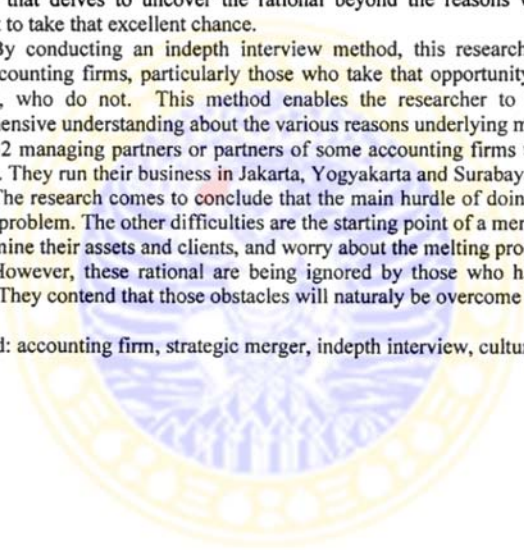 that delves to uncover the rational beyond the reasons
to take that excellent chance.
By conducting an indepth interview method, this research
counting firms, particularly those who take that opportunity
, who do not. This method enables the researcher to
ensive understanding about the various reasons underlying m
2 managing partners or partners of some accounting firms
. They run their business in Jakarta, Yogyakarta and Surabay
The research comes to conclude that the main hurdle of doin
problem. The other difficulties are the starting point of a mer
mine their assets and clients, and worry about the melting pro
However, these rational are being ignored by those who h
They contend that those obstacles will naturaly be overcome
d: accounting firm, strategic merger, indepth interview, cultur